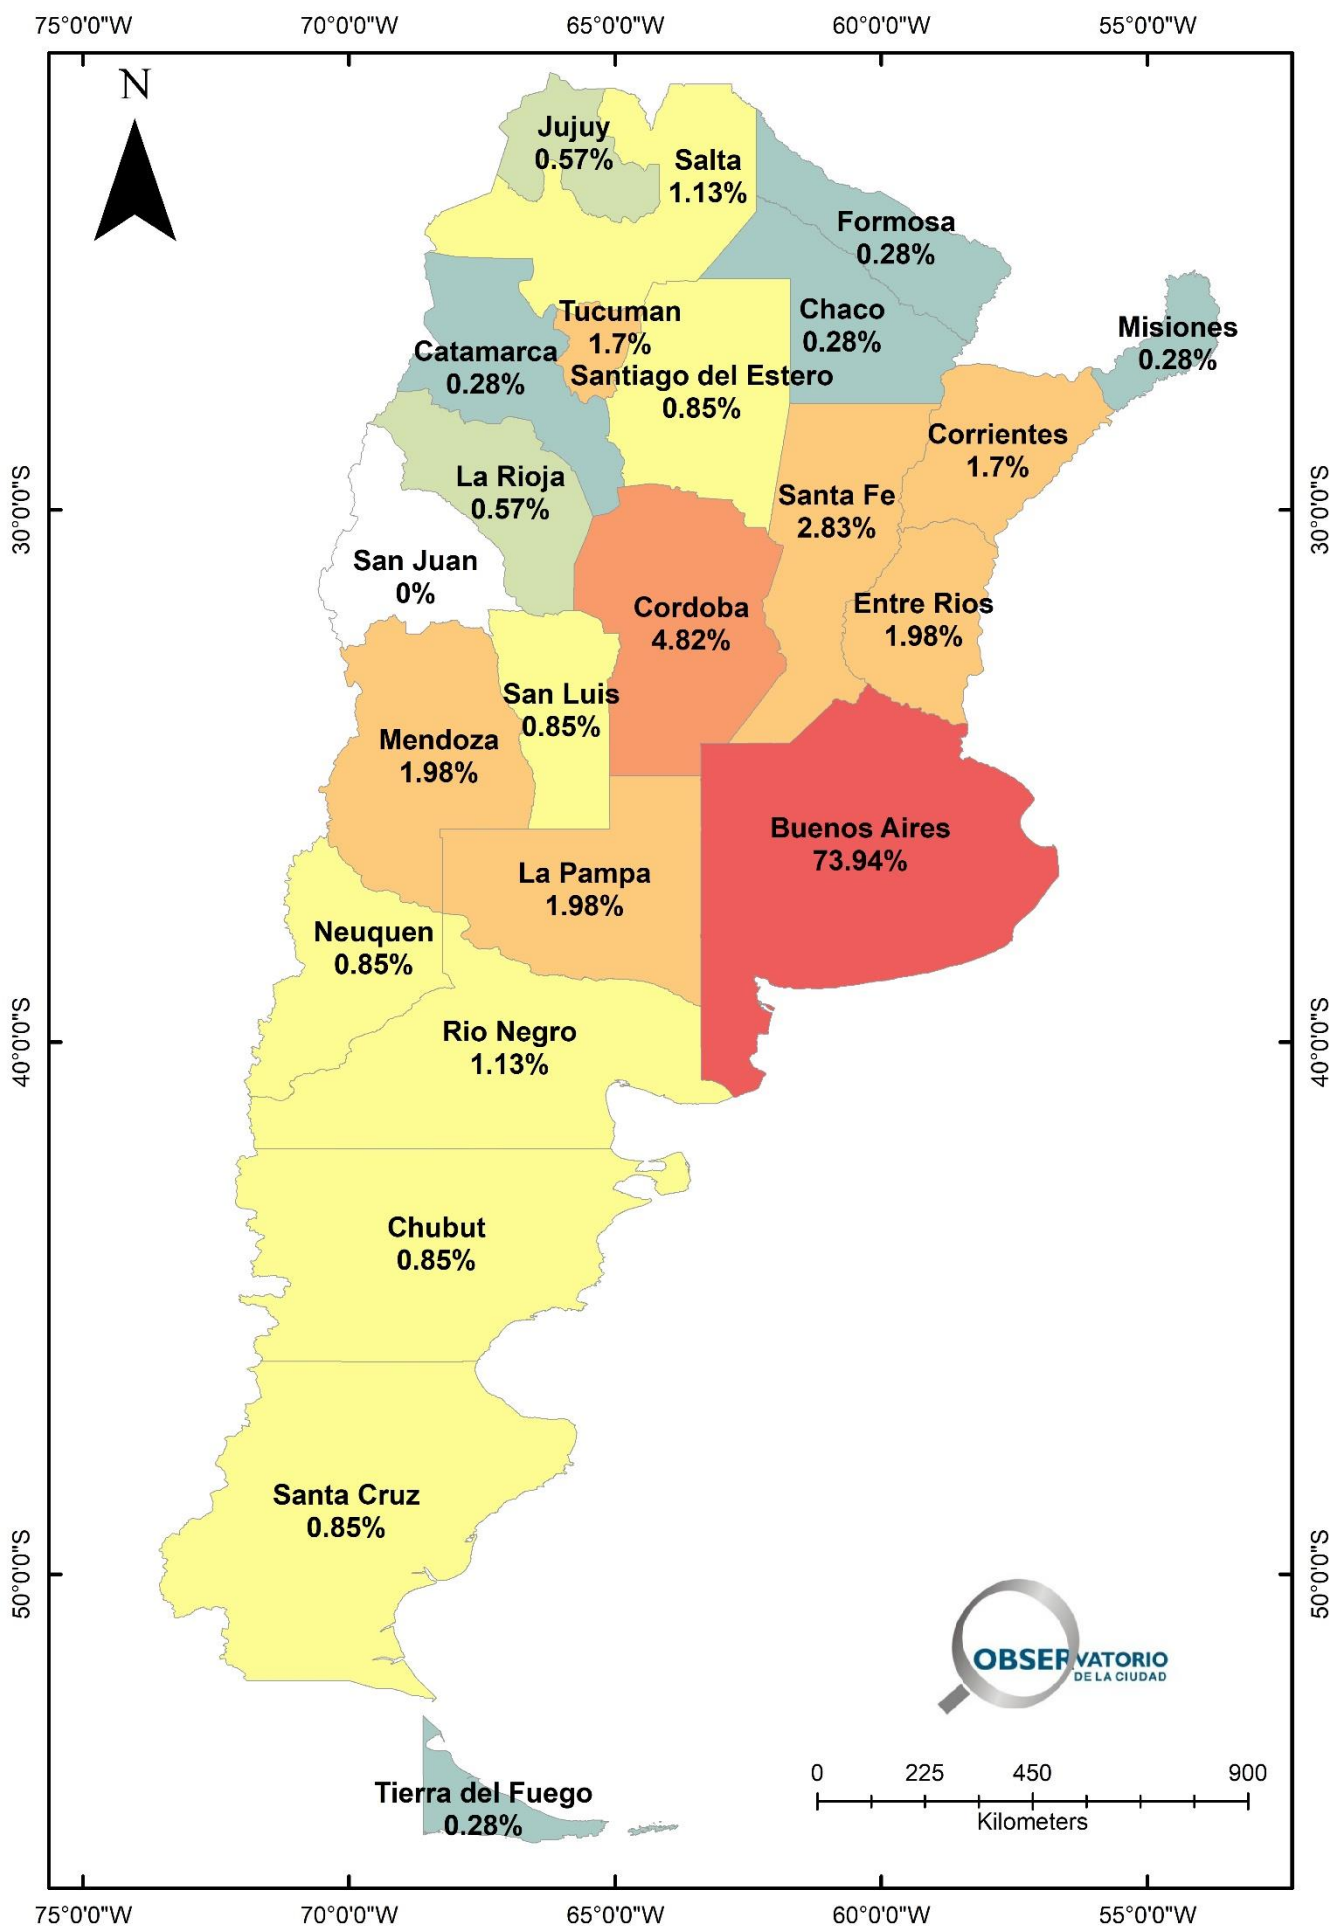 75°0'0"W
70°0'0"W
65°0'0"W
60°0'0"W
55°0'0"W
N
Jujuy
0.57%
Salta
1.13%
Formosa
0.28%
Chaco
0.28%
Misiones
0.28%
Tucuman
1.7%
Catamarca
0.28%
Santiago del Estero
0.85%
Corrientes
1.7%
La Rioja
0.57%
Santa Fe
2.83%
30°0'0"S
30°0'0"S
San Juan
0%
Cordoba
4.82%
Entre Rios
1.98%
San Luis
0.85%
Mendoza
1.98%
Buenos Aires
73.94%
La Pampa
1.98%
Neuquen
0.85%
Rio Negro
1.13%
40°0'0"S
40°0'0"S
Chubut
0.85%
Santa Cruz
0.85%
50°0'0"S
50°0'0"S
OBSERVATORIO
DE LA CIUDAD
Tierra del Fuego
0.28%
0
225
450
900
Kilometers
75°0'0"W
70°0'0"W
65°0'0"W
60°0'0"W
55°0'0"W